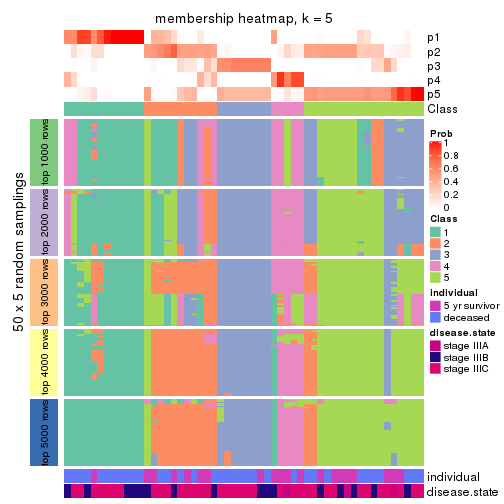 membership heatmap, k = 5
p1
p2
p3
p4
p5
Class
50 x 5 random samplings
top 1000 rows
top 2000 rows
top 3000 rows
top 4000 rows
top 5000 rows
individual
disease.state
Prob
1
0.8
0.6
0.4
0.2
0
Class
1
2
3
4
5
individual
5 yr survivor
deceased
disease.state
stage IIIA
stage IIIB
stage IIIC